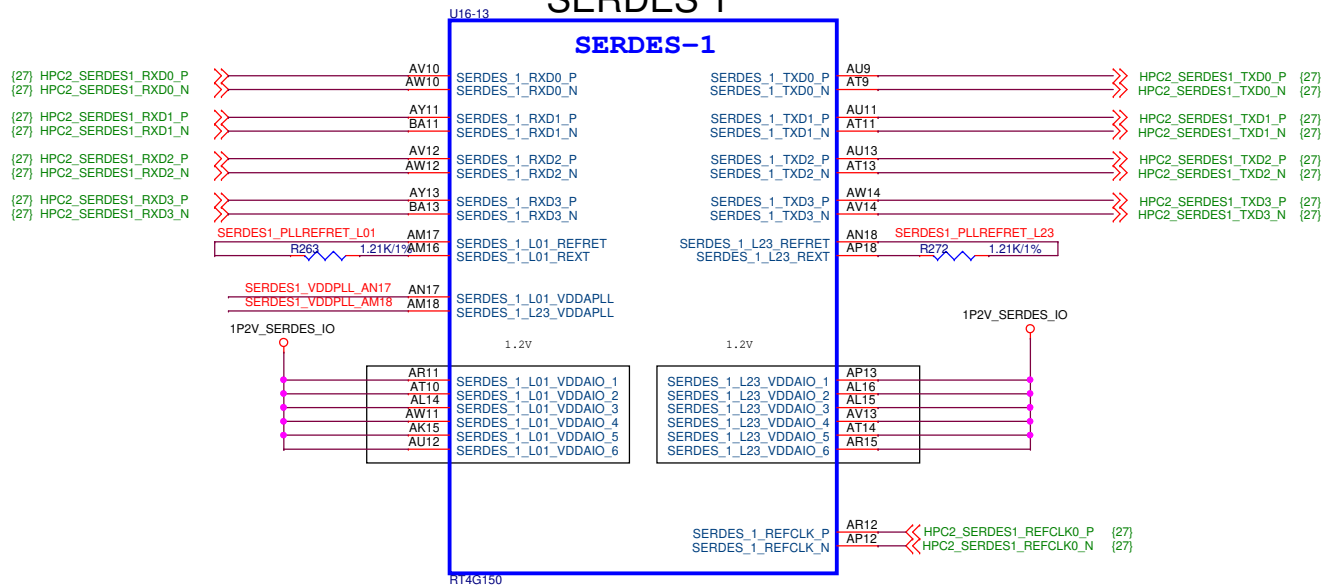 SERDES 1
U16-13
SERDES-1
{27} HPC2_SERDES1_RXD0_P AV10 SERDES_1_RXD0_P SERDES_1_TXD0_P AU9 HPC2_SERDES1_TXD0_P {27}
{27} HPC2_SERDES1_RXD0_N AW10 SERDES_1_RXD0_N SERDES_1_TXD0_N AT9 HPC2_SERDES1_TXD0_N {27}
{27} HPC2_SERDES1_RXD1_P AY11 SERDES_1_RXD1_P SERDES_1_TXD1_P AU11 HPC2_SERDES1_TXD1_P {27}
{27} HPC2_SERDES1_RXD1_N BA11 SERDES_1_RXD1_N SERDES_1_TXD1_N AT11 HPC2_SERDES1_TXD1_N {27}
{27} HPC2_SERDES1_RXD2_P AV12 SERDES_1_RXD2_P SERDES_1_TXD2_P AU13 HPC2_SERDES1_TXD2_P {27}
{27} HPC2_SERDES1_RXD2_N AW12 SERDES_1_RXD2_N SERDES_1_TXD2_N AT13 HPC2_SERDES1_TXD2_N {27}
{27} HPC2_SERDES1_RXD3_P AY13 SERDES_1_RXD3_P SERDES_1_TXD3_P AW14 HPC2_SERDES1_TXD3_P {27}
{27} HPC2_SERDES1_RXD3_N BA13 SERDES_1_RXD3_N SERDES_1_TXD3_N AV14 HPC2_SERDES1_TXD3_N {27}
SERDES1_PLLREFRET_L01 AM17 SERDES_1_L01_REFRET SERDES_1_L23_REFRET AN18 SERDES1_PLLREFRET_L23
R263 1.21K/1% AM16 SERDES_1_L01_REXT SERDES_1_L23_REXT AP18 R272 1.21K/1%
SERDES1_VDDPLL_AN17 AN17 SERDES_1_L01_VDDAPLL
SERDES1_VDDPLL_AM18 AM18 SERDES_1_L23_VDDAPLL
1P2V_SERDES_IO 1P2V_SERDES_IO
1.2V 1.2V
AR11 SERDES_1_L01_VDDAIO_1 SERDES_1_L23_VDDAIO_1 AP13
AT10 SERDES_1_L01_VDDAIO_2 SERDES_1_L23_VDDAIO_2 AL16
AL14 SERDES_1_L01_VDDAIO_3 SERDES_1_L23_VDDAIO_3 AL15
AW11 SERDES_1_L01_VDDAIO_4 SERDES_1_L23_VDDAIO_4 AV13
AK15 SERDES_1_L01_VDDAIO_5 SERDES_1_L23_VDDAIO_5 AT14
AU12 SERDES_1_L01_VDDAIO_6 SERDES_1_L23_VDDAIO_6 AR15
SERDES_1_REFCLK_P AR12 HPC2_SERDES1_REFCLK0_P {27}
SERDES_1_REFCLK_N AP12 HPC2_SERDES1_REFCLK0_N {27}
RT4G150